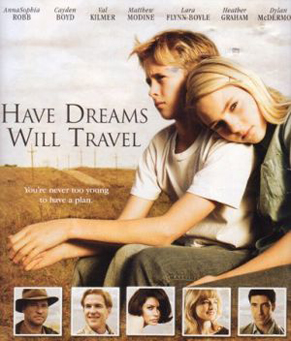 AnnaSophia Cayden Val Matthew Lara Heather Dylan
ROBB BOYD KILMER MODINE FLYNN-BOYLE GRAHAM McDERMO
HAVE DREAMS
WILL TRAVEL
You're never too young
to have a plan.